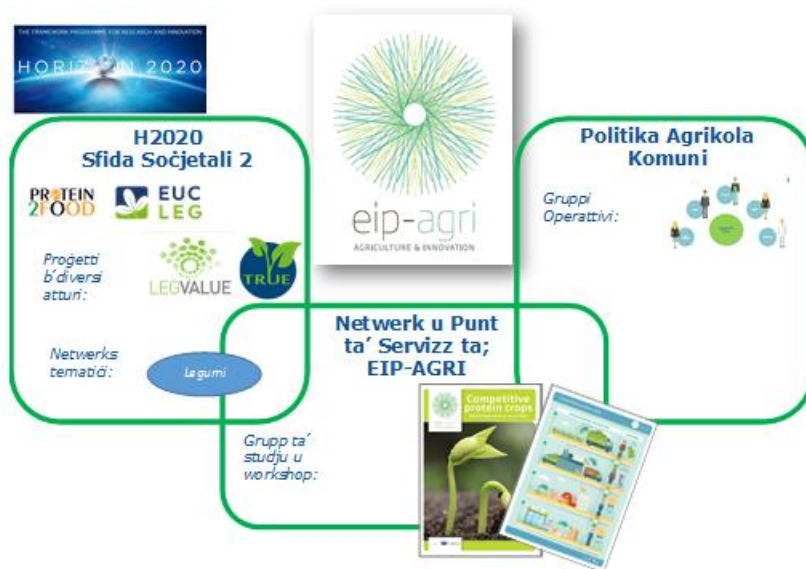 THE FRAMEWORK PROGRAMME FOR RESEARCH AND INNOVATION
HORIZON 2020
H2020
Sfida Soċjetali 2
PROTEIN
2FOOD
EUC
LEG
Proġetti
b'diversi
atturi:
LEGVALUE
TRUE
Netwerks
tematiċi:
Legumi
eip-agri
AGRICULTURE & INNOVATION
Politika Agrikola
Komuni
Gruppi
Operattivi:
Netwerk u Punt
ta' Servizz ta;
EIP-AGRI
Grupp ta'
studju u
workshop:
Competitive
protein crops